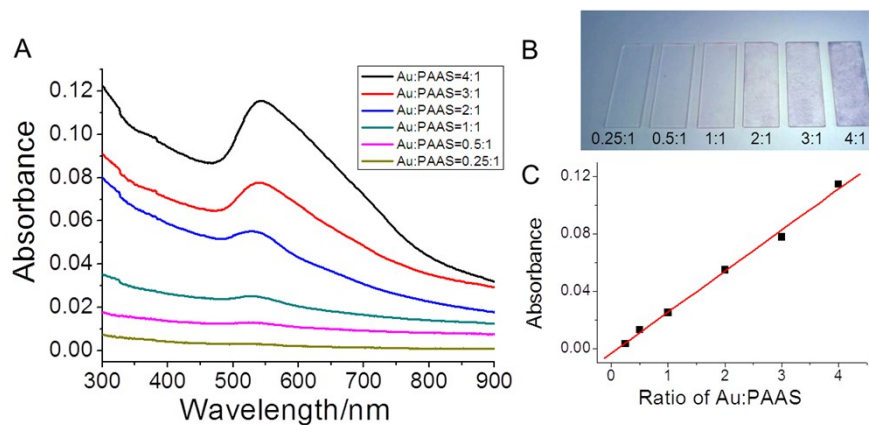 A
0.12
0.10
0.08
0.06
0.04
0.02
0.00
Absorbance
300 400 500 600 700 800 900
Wavelength/nm
Au:PAAS=4:1
Au:PAAS=3:1
Au:PAAS=2:1
Au:PAAS=1:1
Au:PAAS=0.5:1
Au:PAAS=0.25:1
B
0.25:1 0.5:1 1:1 2:1 3:1 4:1
C
0.12
0.08
0.04
0.00
Absorbance
0 1 2 3 4
Ratio of Au:PAAS